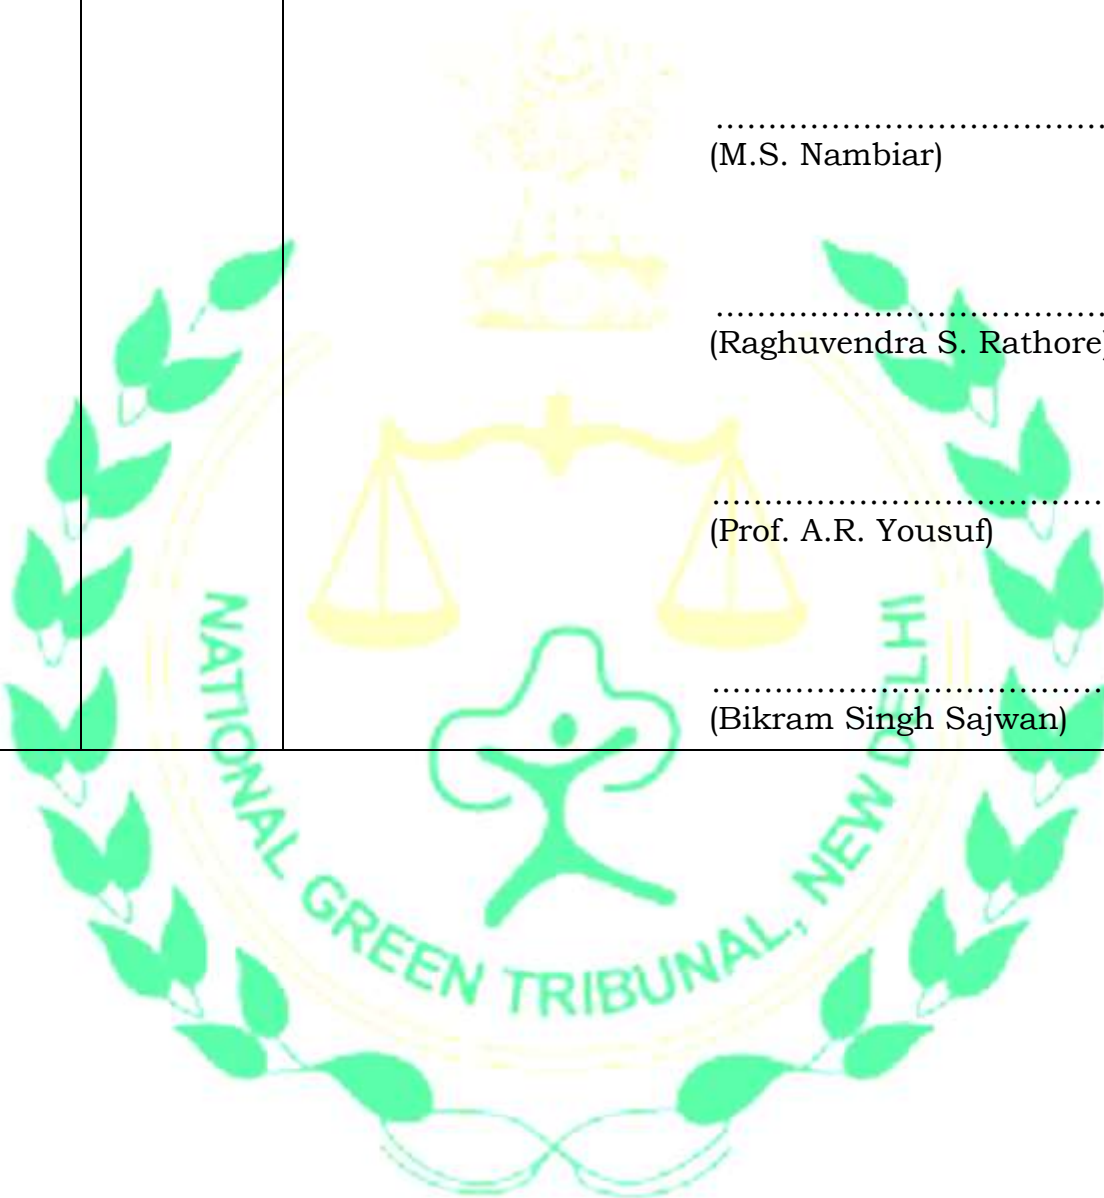 ........................................
(M.S. Nambiar)
........................................
(Raghuvendra S. Rathore)
........................................
(Prof. A.R. Yousuf)
........................................
(Bikram Singh Sajwan)
NATIONAL GREEN TRIBUNAL, NEW DELHI